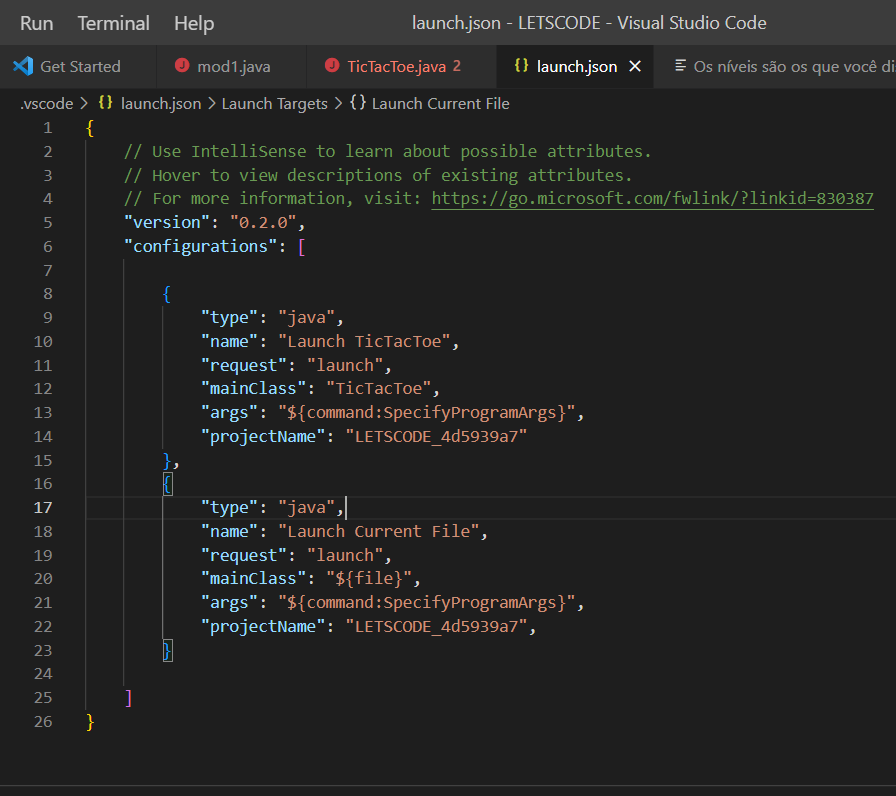 Run Terminal Help launch.json - LETSCODE - Visual Studio Code
Get Started mod1.java TicTacToe.java 2 {} launch.json × Os níveis são os que você di
.vscode > {} launch.json > Launch Targets > {} Launch Current File
1 {
2 // Use IntelliSense to learn about possible attributes.
3 // Hover to view descriptions of existing attributes.
4 // For more information, visit: https://go.microsoft.com/fwlink/?linkid=830387
5 "version": "0.2.0",
6 "configurations": [
7
8 {
9 "type": "java",
10 "name": "Launch TicTacToe",
11 "request": "launch",
12 "mainClass": "TicTacToe",
13 "args": "${command:SpecifyProgramArgs}",
14 "projectName": "LETSCODE_4d5939a7"
15 },
16 {
17 "type": "java",
18 "name": "Launch Current File",
19 "request": "launch",
20 "mainClass": "${file}",
21 "args": "${command:SpecifyProgramArgs}",
22 "projectName": "LETSCODE_4d5939a7",
23 }
24
25 ]
26 }